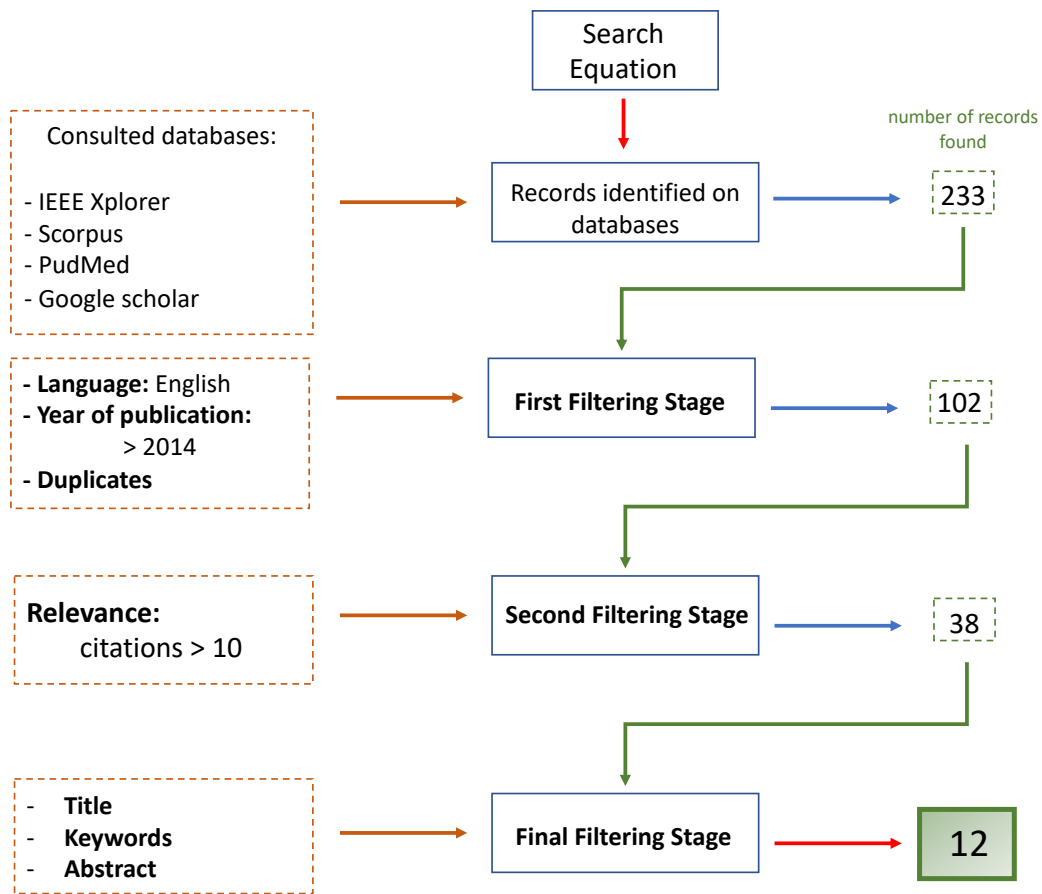 Search
Equation
number of records
found
Consulted databases:
- IEEE Xplorer
- Scorpus
- PudMed
- Google scholar
Records identified on
databases
233
- Language: English
- Year of publication:
> 2014
- Duplicates
First Filtering Stage
102
Relevance:
citations > 10
Second Filtering Stage
38
- Title
- Keywords
- Abstract
Final Filtering Stage
12